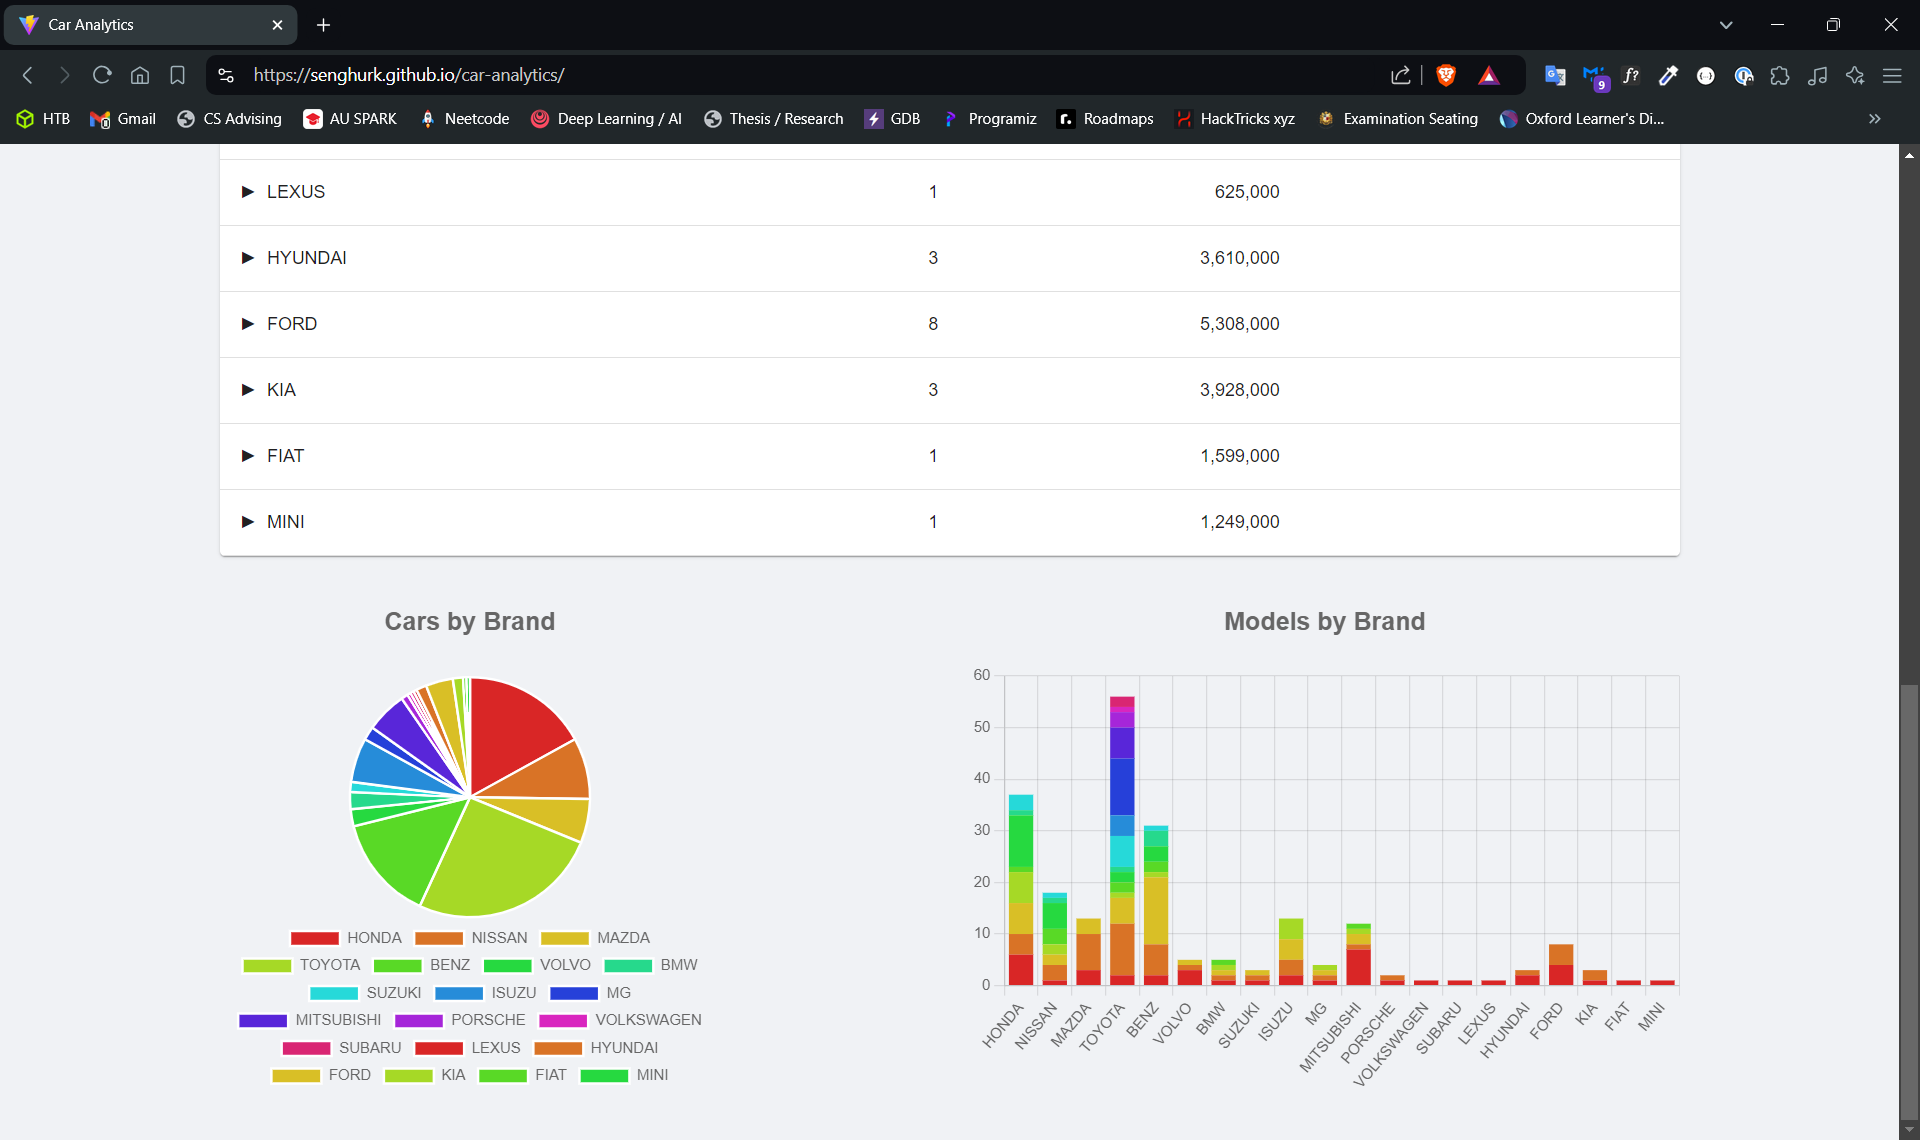 Car Analytics
https://senghurk.github.io/car-analytics/
9
f?
HTB Gmail CS Advising AU SPARK Neetcode Deep Learning / AI Thesis / Research GDB Programiz Roadmaps HackTricks xyz Examination Seating Oxford Learner's Di...
LEXUS 1 625,000
HYUNDAI 3 3,610,000
FORD 8 5,308,000
KIA 3 3,928,000
FIAT 1 1,599,000
MINI 1 1,249,000
Cars by Brand
HONDA NISSAN MAZDA
TOYOTA BENZ VOLVO BMW
SUZUKI ISUZU MG
MITSUBISHI PORSCHE VOLKSWAGEN
SUBARU LEXUS HYUNDAI
FORD KIA FIAT MINI
Models by Brand
60
50
40
30
20
10
0
HONDA NISSAN MAZDA TOYOTA BENZ VOLVO BMW SUZUKI ISUZU MG MITSUBISHI PORSCHE VOLKSWAGEN SUBARU LEXUS HYUNDAI FORD KIA FIAT MINI